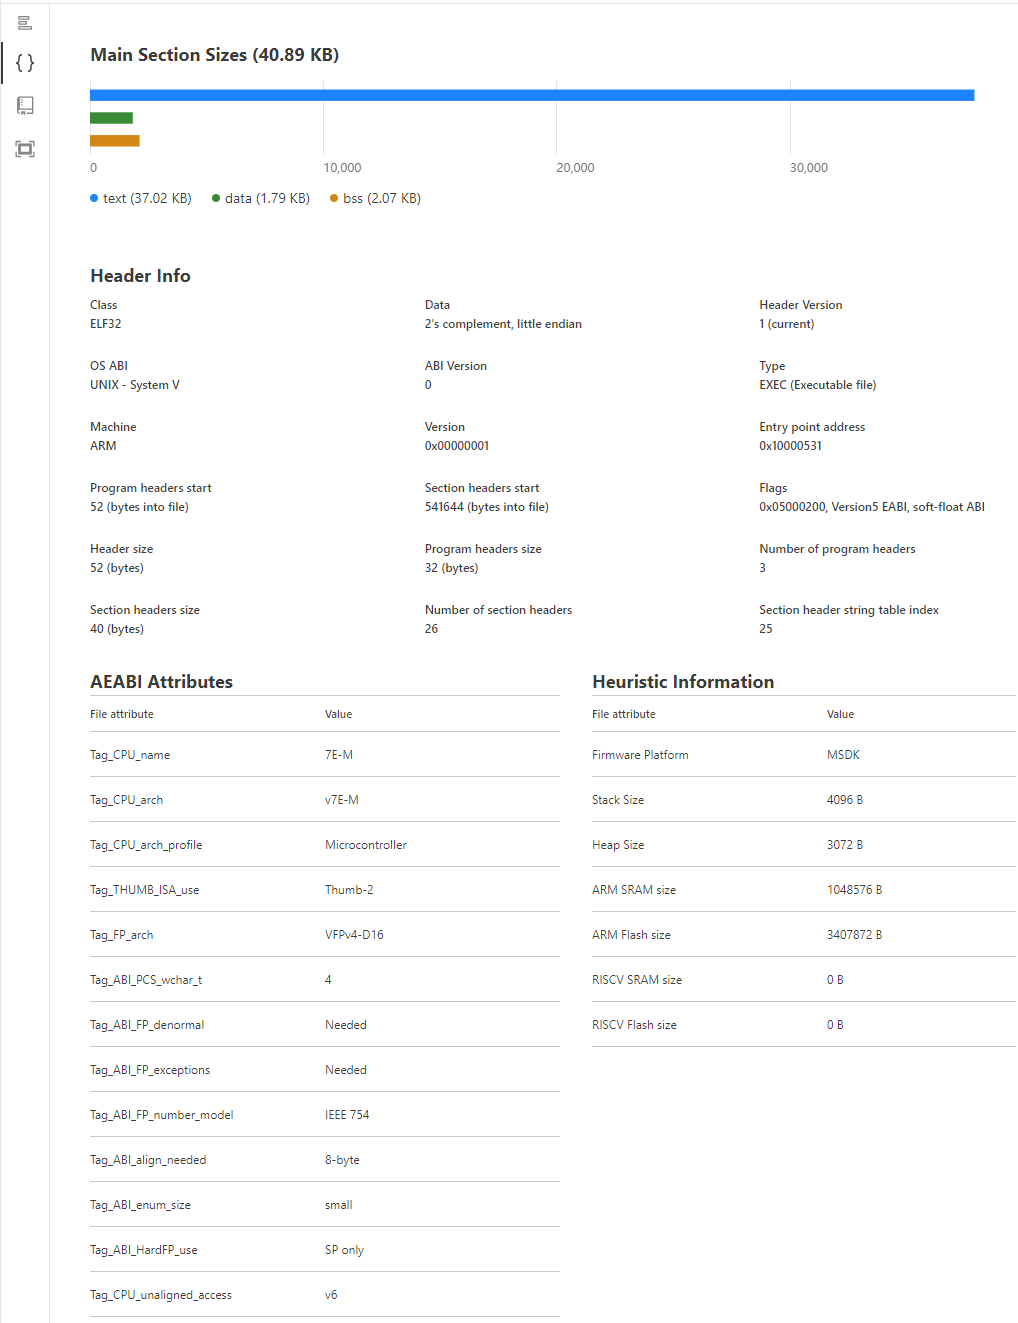 Main Section Sizes (40.89 KB)
0 10,000 20,000 30,000
text (37.02 KB) data (1.79 KB) bss (2.07 KB)
Header Info
Class Data Header Version
ELF32 2's complement, little endian 1 (current)
OS ABI ABI Version Type
UNIX - System V 0 EXEC (Executable file)
Machine Version Entry point address
ARM 0x00000001 0x10000531
Program headers start Section headers start Flags
52 (bytes into file) 541644 (bytes into file) 0x05000200, Version5 EABI, soft-float ABI
Header size Program headers size Number of program headers
52 (bytes) 32 (bytes) 3
Section headers size Number of section headers Section header string table index
40 (bytes) 26 25
AEABI Attributes
File attribute Value
Tag_CPU_name 7E-M
Tag_CPU_arch v7E-M
Tag_CPU_arch_profile Microcontroller
Tag_THUMB_ISA_use Thumb-2
Tag_FP_arch VFPv4-D16
Tag_ABI_PCS_wchar_t 4
Tag_ABI_FP_denormal Needed
Tag_ABI_FP_exceptions Needed
Tag_ABI_FP_number_model IEEE 754
Tag_ABI_align_needed 8-byte
Tag_ABI_enum_size small
Tag_ABI_HardFP_use SP only
Tag_CPU_unaligned_access v6
Heuristic Information
File attribute Value
Firmware Platform MSDK
Stack Size 4096 B
Heap Size 3072 B
ARM SRAM size 1048576 B
ARM Flash size 3407872 B
RISCV SRAM size 0 B
RISCV Flash size 0 B